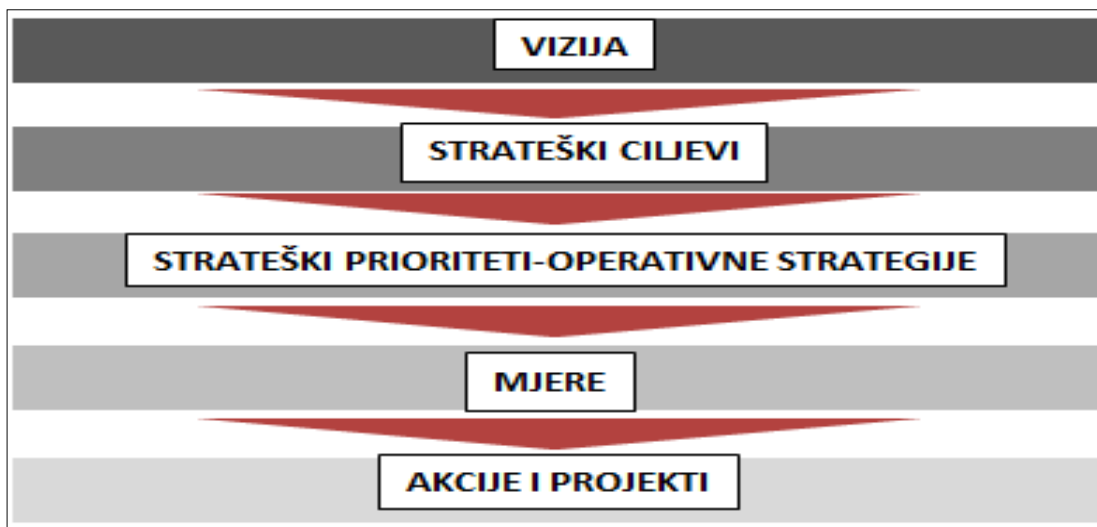 VIZIJA
STRATEŠKI CILJEVI
STRATEŠKI PRIORITETI-OPERATIVNE STRATEGIJE
MJERE
AKCIJE I PROJEKTI